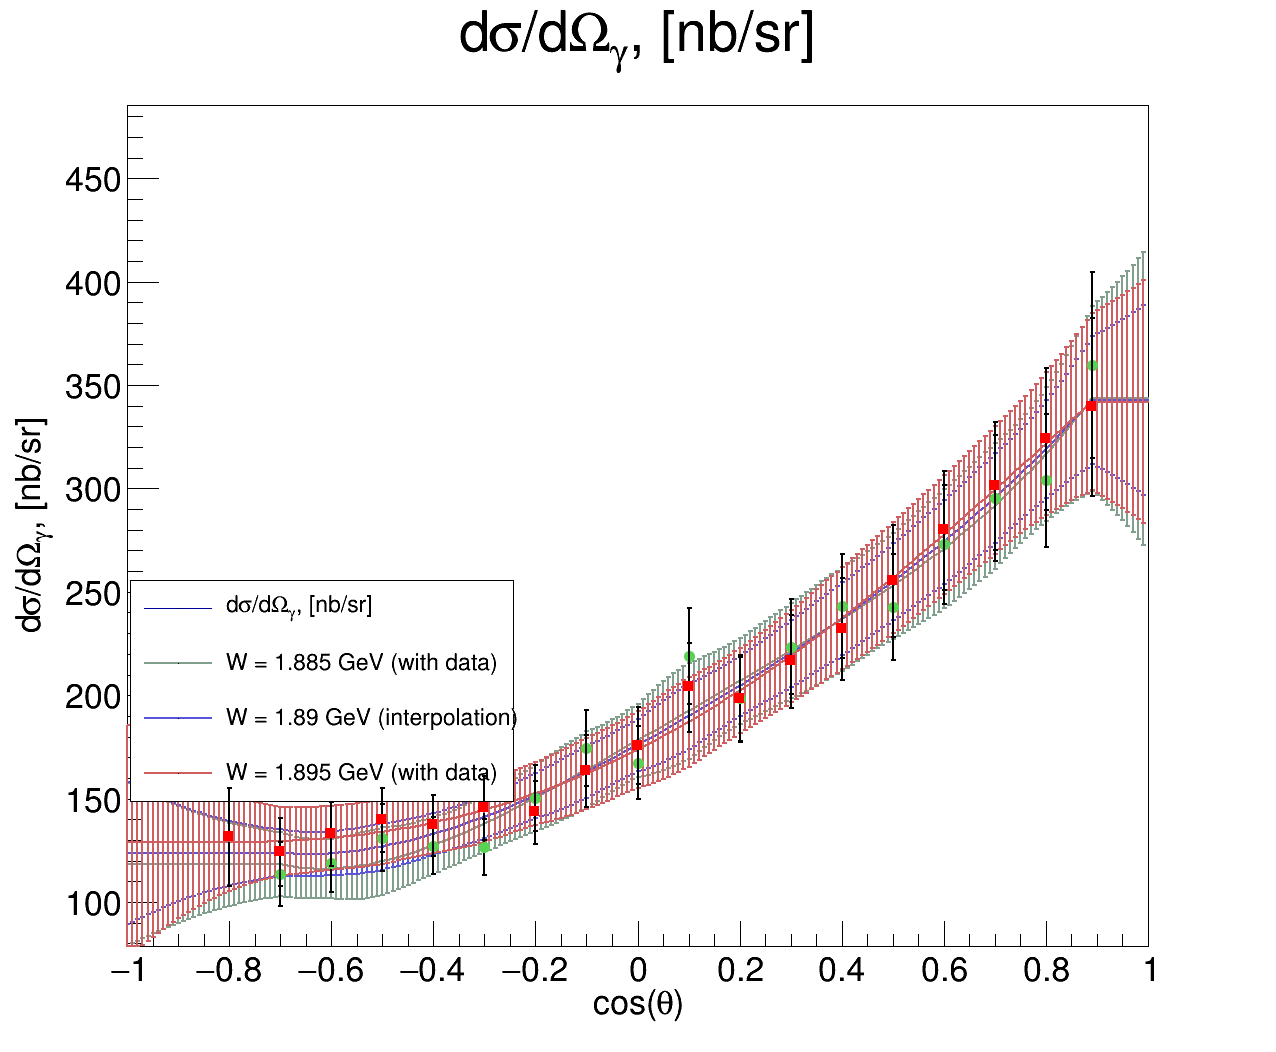 dσ/dΩγ, [nb/sr]
450
400
350
300
250
200
150
100
dσ/dΩγ, [nb/sr]
dσ/dΩγ, [nb/sr]
W = 1.885 GeV (with data)
W = 1.89 GeV (interpolation)
W = 1.895 GeV (with data)
−1 −0.8 −0.6 −0.4 −0.2 0 0.2 0.4 0.6 0.8 1
cos(θ)